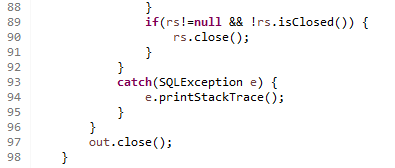 88 }
89 if(rs!=null && !rs.isClosed()) {
90 rs.close();
91 }
92 }
93 catch(SQLException e) {
94 e.printStackTrace();
95 }
96 }
97 out.close();
98 }